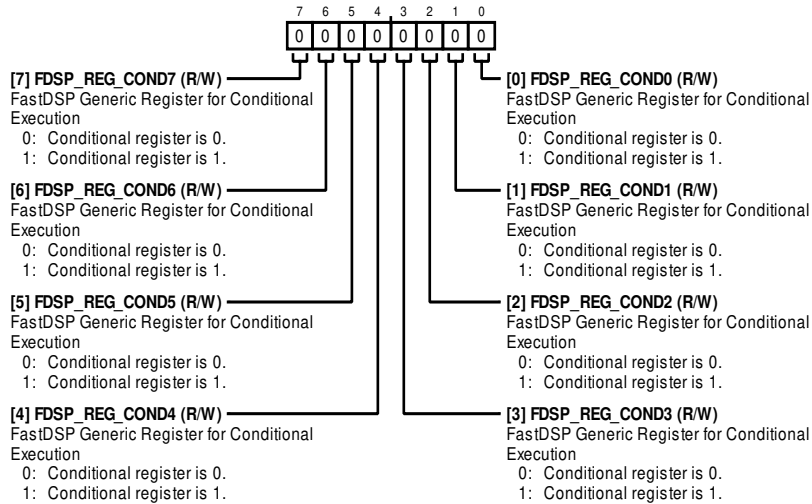 7 6 5 4 3 2 1 0
0 0 0 0 0 0 0 0
[7] FDSP_REG_COND7 (R/W)
FastDSP Generic Register for Conditional
Execution
0: Conditional register is 0.
1: Conditional register is 1.
[6] FDSP_REG_COND6 (R/W)
FastDSP Generic Register for Conditional
Execution
0: Conditional register is 0.
1: Conditional register is 1.
[5] FDSP_REG_COND5 (R/W)
FastDSP Generic Register for Conditional
Execution
0: Conditional register is 0.
1: Conditional register is 1.
[4] FDSP_REG_COND4 (R/W)
FastDSP Generic Register for Conditional
Execution
0: Conditional register is 0.
1: Conditional register is 1.
[0] FDSP_REG_COND0 (R/W)
FastDSP Generic Register for Conditional
Execution
0: Conditional register is 0.
1: Conditional register is 1.
[1] FDSP_REG_COND1 (R/W)
FastDSP Generic Register for Conditional
Execution
0: Conditional register is 0.
1: Conditional register is 1.
[2] FDSP_REG_COND2 (R/W)
FastDSP Generic Register for Conditional
Execution
0: Conditional register is 0.
1: Conditional register is 1.
[3] FDSP_REG_COND3 (R/W)
FastDSP Generic Register for Conditional
Execution
0: Conditional register is 0.
1: Conditional register is 1.